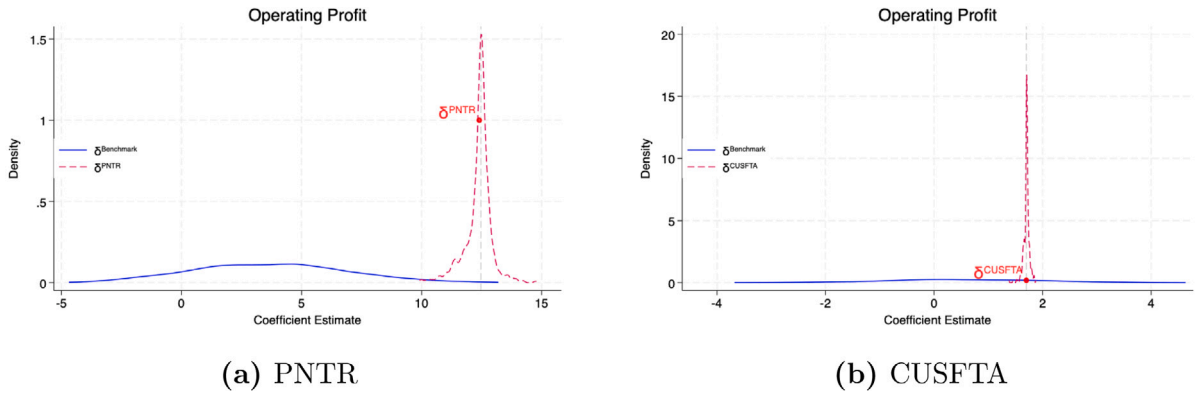 Operating Profit
1.5
1
.5
0
Density
δPNTR
δBenchmark
δPNTR
-5
0
5
10
15
Coefficient Estimate
(a) PNTR
Operating Profit
20
15
10
5
0
Density
δBenchmark
δCUSFTA
δCUSFTA
-4
-2
0
2
4
Coefficient Estimate
(b) CUSFTA